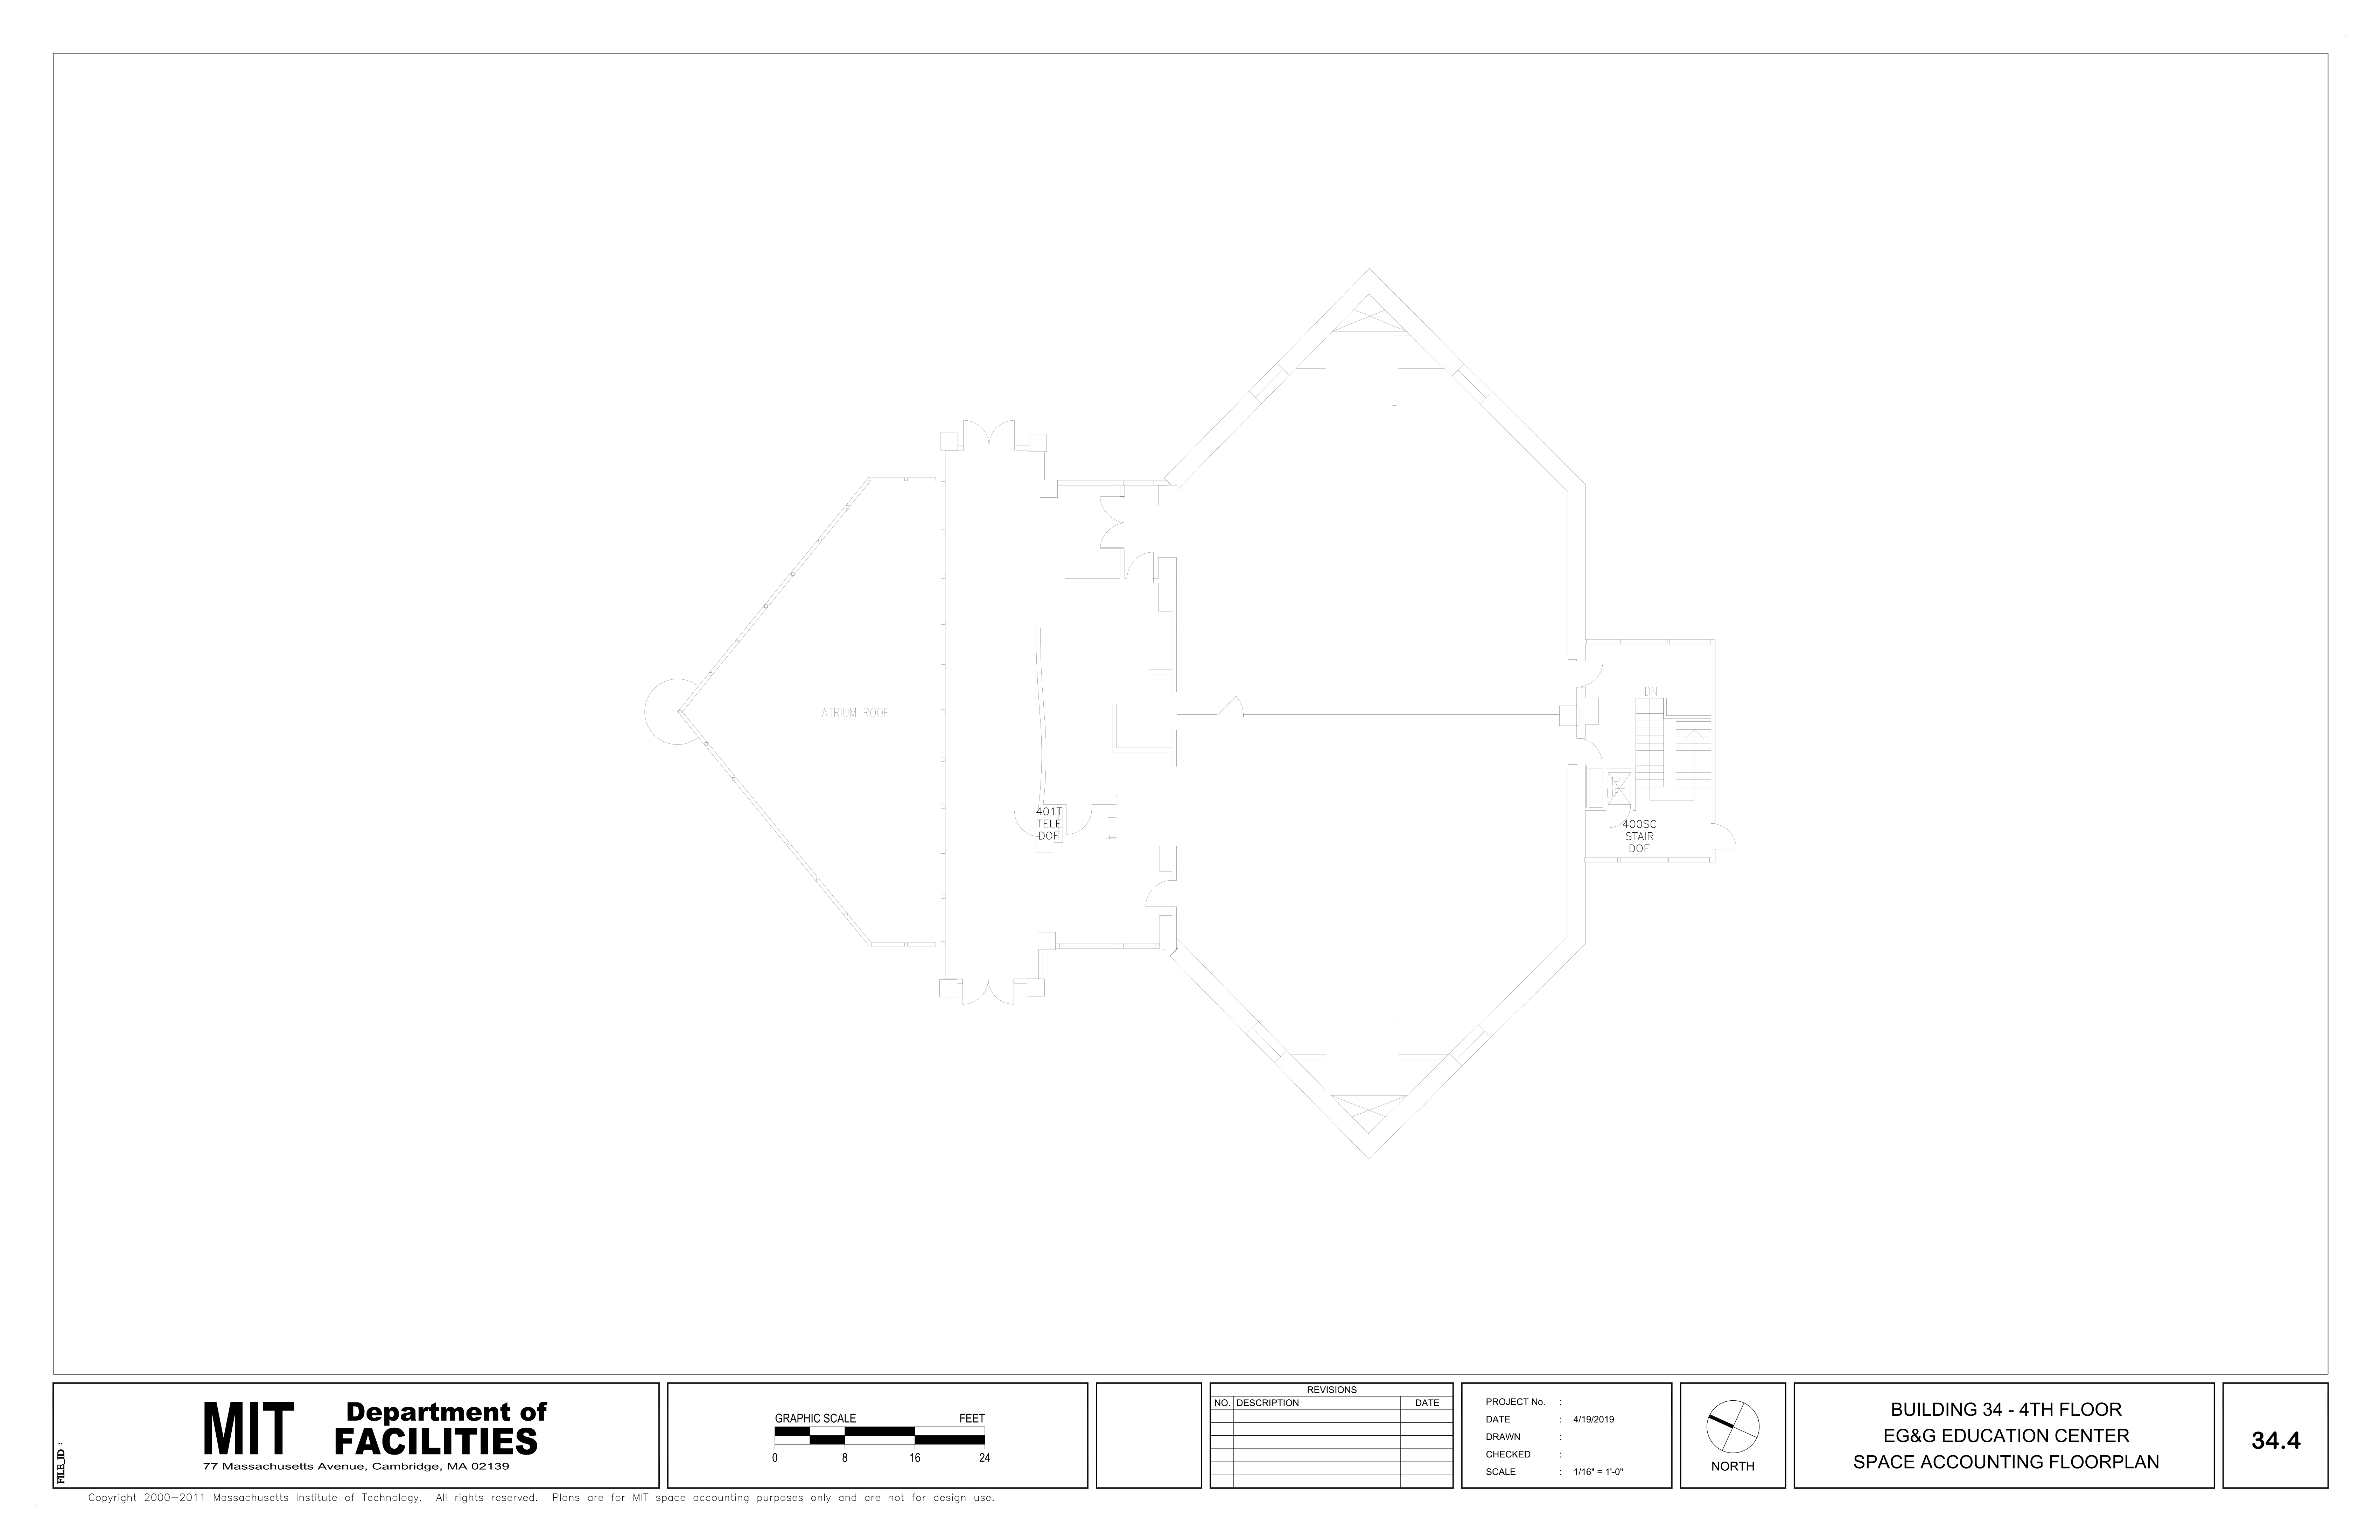 ATRIUM ROOF
DN
HP
LIFT
401T
TELE
DOF
400SC
STAIR
DOF
FILE_ID :
MIT
Department of
FACILITIES
77 Massachusetts Avenue, Cambridge, MA 02139
GRAPHIC SCALE FEET
0 8 16 24
REVISIONS
NO. DESCRIPTION DATE
PROJECT No. :
DATE : 4/19/2019
DRAWN :
CHECKED :
SCALE : 1/16" = 1'-0"
NORTH
BUILDING 34 - 4TH FLOOR
EG&G EDUCATION CENTER
SPACE ACCOUNTING FLOORPLAN
34.4
Copyright 2000-2011 Massachusetts Institute of Technology. All rights reserved. Plans are for MIT space accounting purposes only and are not for design use.